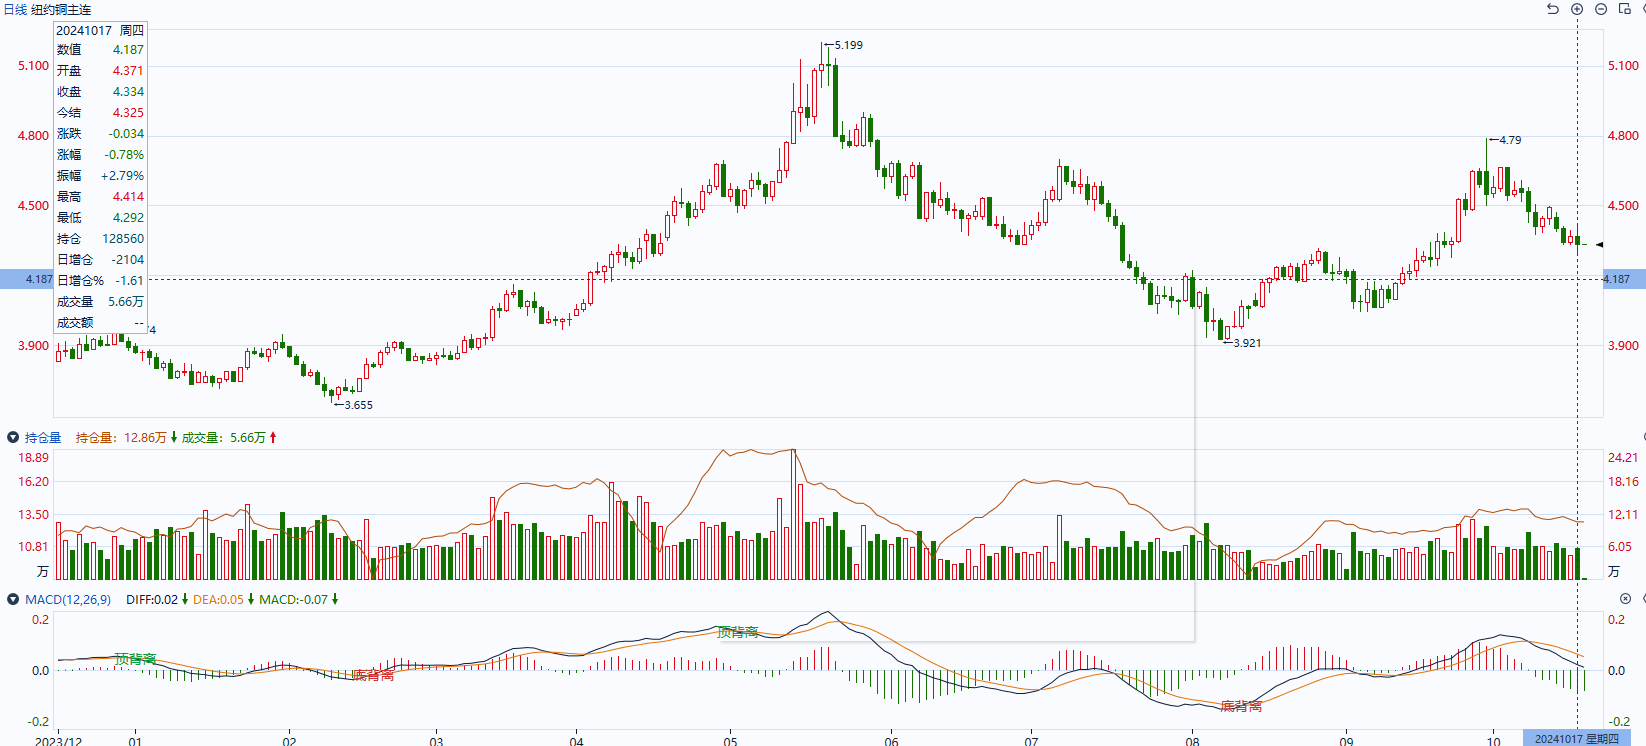 日线 纽约铜主连
20241017 周四
数值 4.187
开盘 4.371
收盘 4.334
今结 4.325
涨跌 -0.034
涨幅 -0.78%
振幅 +2.79%
最高 4.414
最低 4.292
持仓 128560
日增仓 -2104
日增仓% -1.61
成交量 5.66万
成交额 --
5.199
5.100 5.100
4.800 4.79 4.800
4.500 4.500
4.187 4.187
3.900 3.921 3.900
3.655
持仓量 持仓量: 12.86万 成交量: 5.66万
18.89 24.21
16.20 18.16
13.50 12.11
10.81 6.05
万 万
MACD(12,26,9) DIFF:0.02 DEA:0.05 MACD:-0.07
0.2 0.2
顶背离 顶背离
0.0 底背离 0.0
底背离
-0.2 -0.2
2023/12 01 02 03 04 05 06 07 08 09 10 20241017 星期四